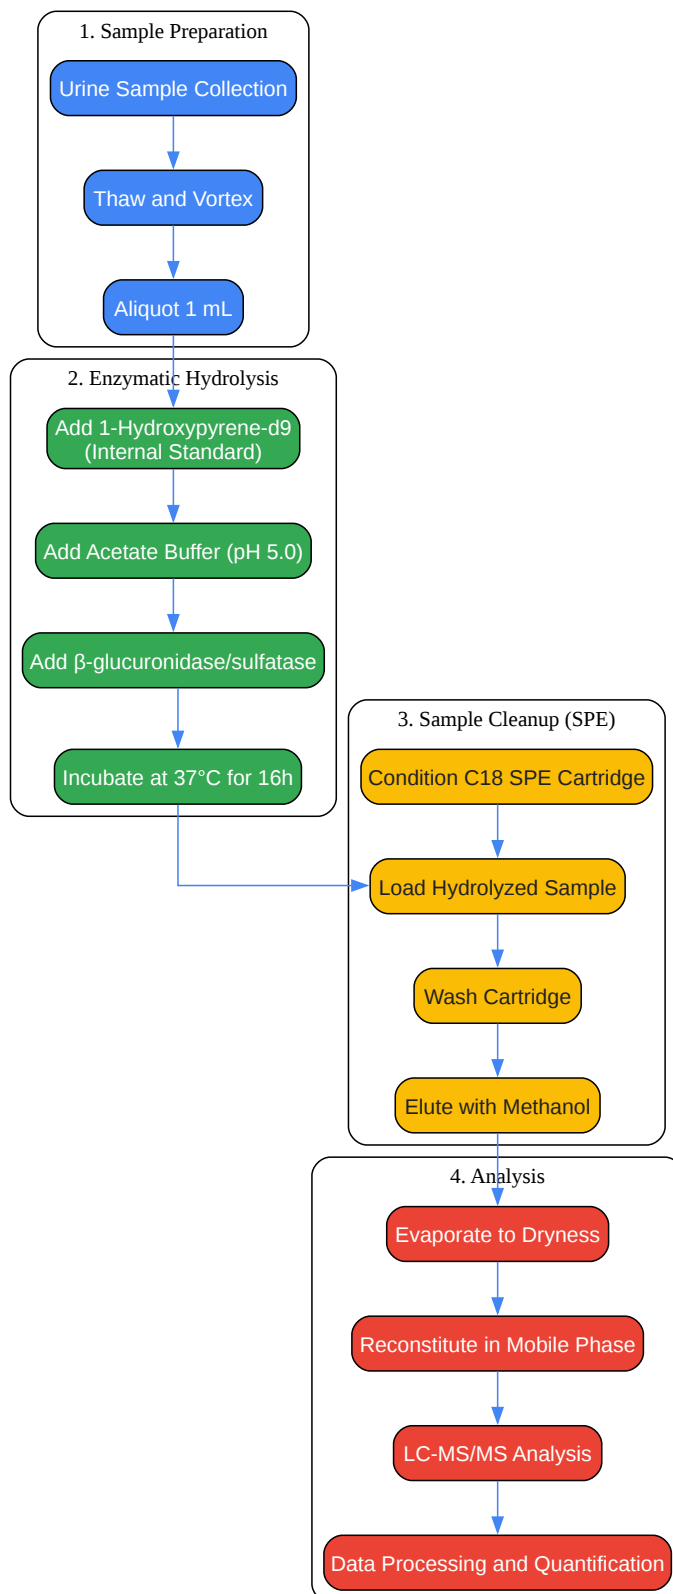 1. Sample Preparation
Urine Sample Collection
Thaw and Vortex
Aliquot 1 mL
2. Enzymatic Hydrolysis
Add 1-Hydroxypyrene-d9
(Internal Standard)
Add Acetate Buffer (pH 5.0)
Add β-glucuronidase/sulfatase
Incubate at 37°C for 16h
3. Sample Cleanup (SPE)
Condition C18 SPE Cartridge
Load Hydrolyzed Sample
Wash Cartridge
Elute with Methanol
4. Analysis
Evaporate to Dryness
Reconstitute in Mobile Phase
LC-MS/MS Analysis
Data Processing and Quantification